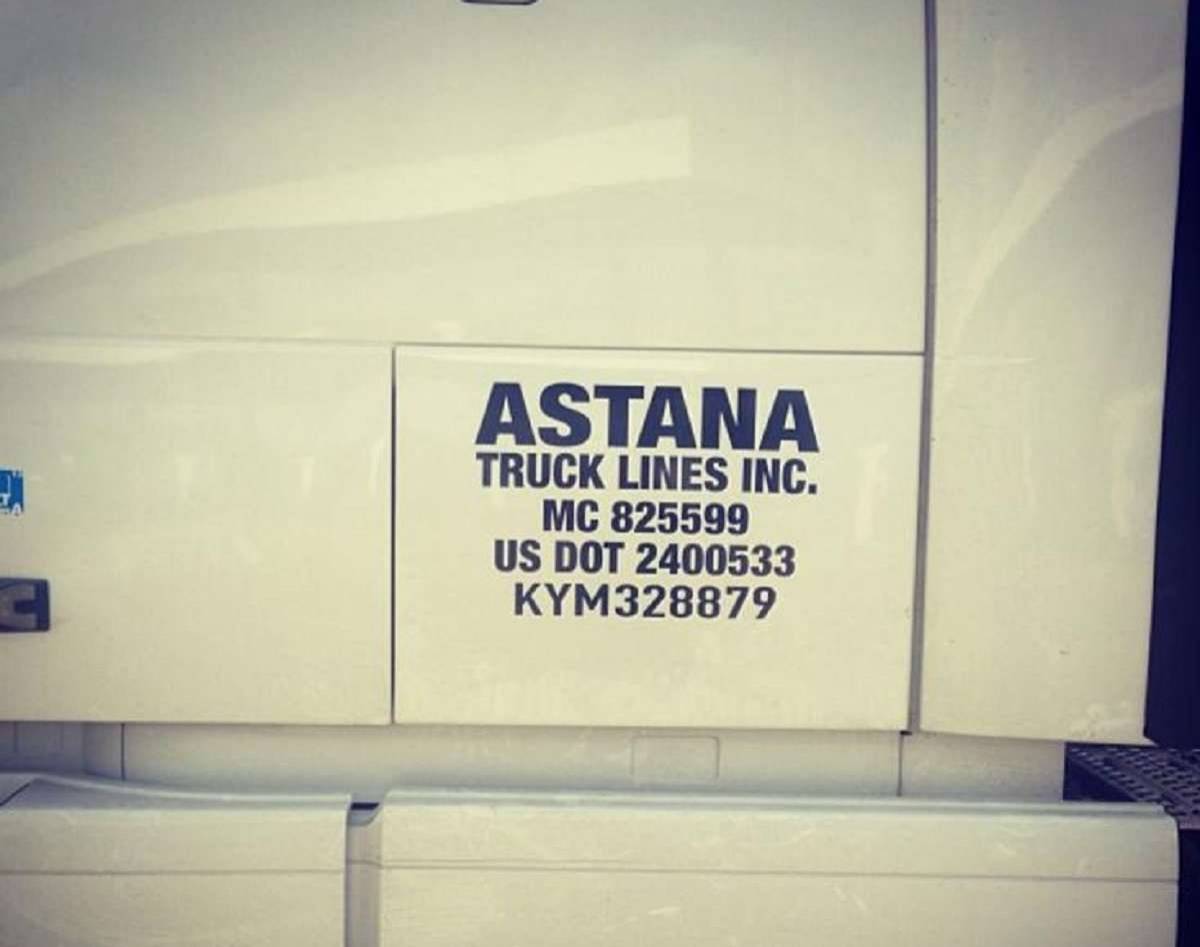 ASTANA
TRUCK LINES INC.
MC 825599
US DOT 2400533
KYM328879